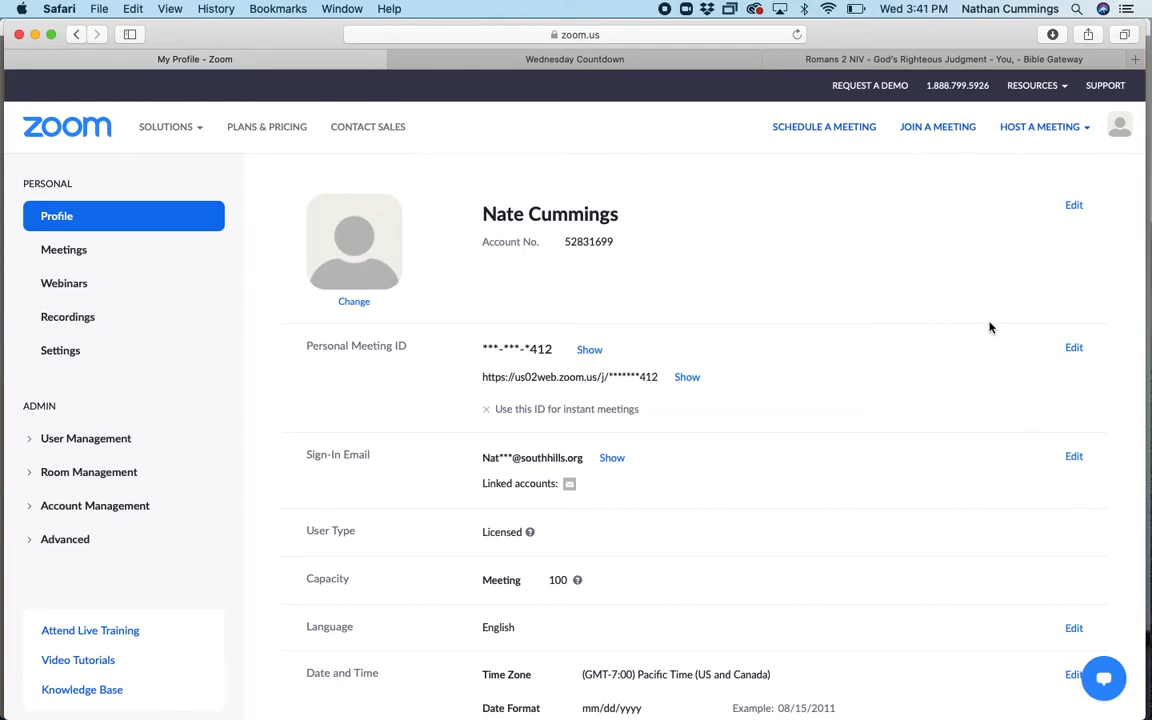 Safari File Edit View History Bookmarks Window Help Wed 3:41 PM Nathan Cummings
zoom.us
My Profile - Zoom Wednesday Countdown Romans 2 NIV - God's Righteous Judgment - You, - Bible Gateway
REQUEST A DEMO 1.888.799.5926 RESOURCES SUPPORT
zoom SOLUTIONS PLANS & PRICING CONTACT SALES SCHEDULE A MEETING JOIN A MEETING HOST A MEETING
PERSONAL
Profile
Meetings
Webinars
Recordings
Settings
ADMIN
User Management
Room Management
Account Management
Advanced
Attend Live Training
Video Tutorials
Knowledge Base
Nate Cummings Edit
Account No. 52831699
Change
Personal Meeting ID ***-***-*412 Show Edit
https://us02web.zoom.us/j/*******412 Show
× Use this ID for instant meetings
Sign-In Email Nat***@southhills.org Show Edit
Linked accounts:
User Type Licensed
Capacity Meeting 100
Language English Edit
Date and Time Time Zone (GMT-7:00) Pacific Time (US and Canada) Edit
Date Format mm/dd/yyyy Example: 08/15/2011